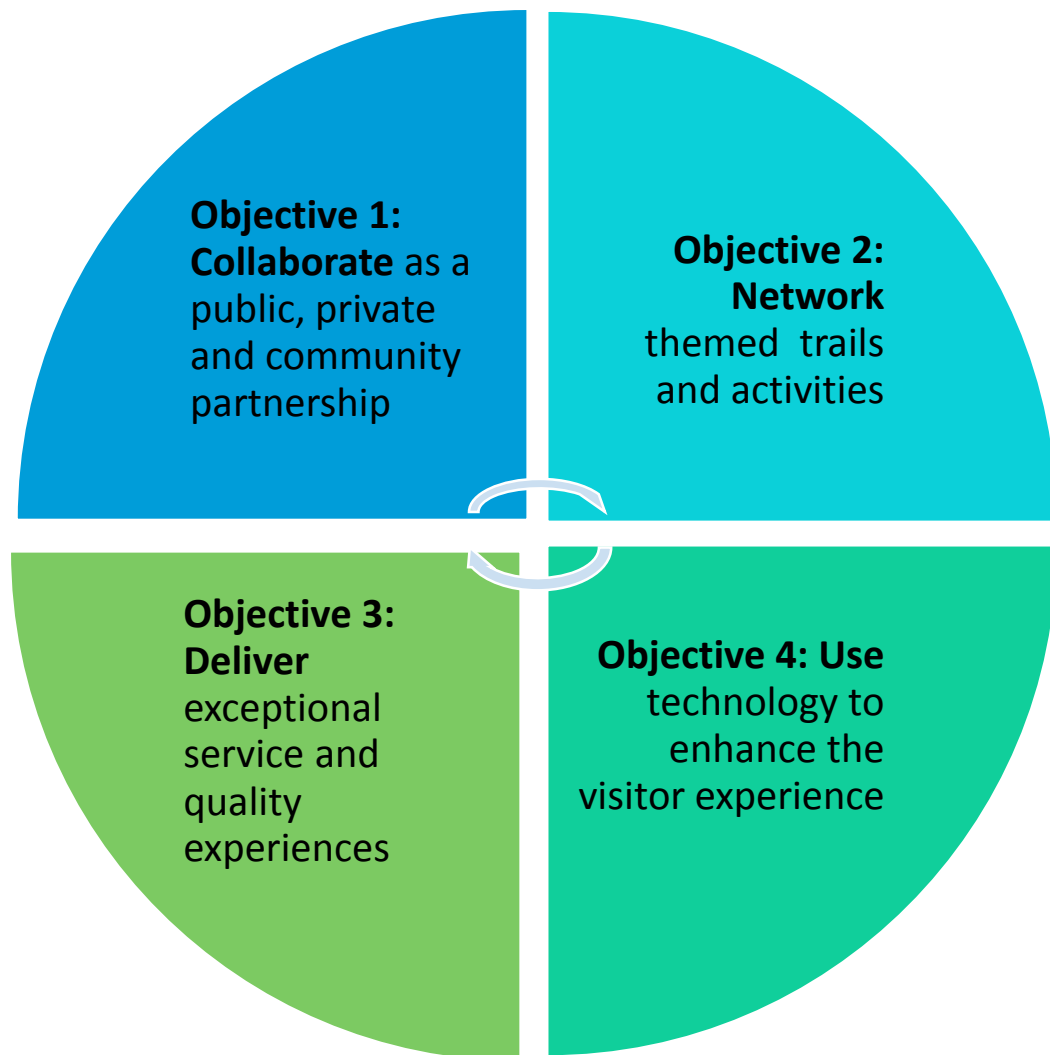 Objective 1:
Collaborate as a
public, private
and community
partnership
Objective 2:
Network
themed  trails
and activities
Objective 3:
Deliver
exceptional
service and
quality
experiences
Objective 4: Use
technology to
enhance the
visitor experience